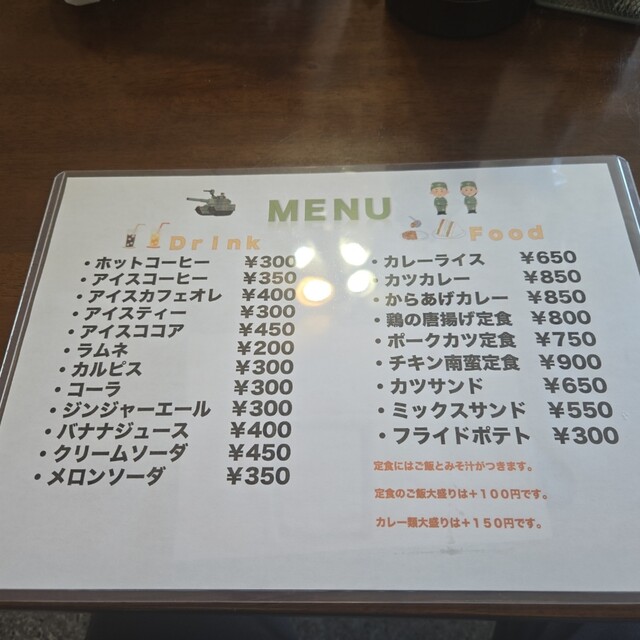 MENU
Drink
・ホットコーヒー ¥300
・アイスコーヒー ¥350
・アイスカフェオレ ¥400
・アイスティー ¥300
・アイスココア ¥450
・ラムネ ¥200
・カルピス ¥300
・コーラ ¥300
・ジンジャーエール ¥300
・バナナジュース ¥400
・クリームソーダ ¥450
・メロンソーダ ¥350
Food
・カレーライス ¥650
・カツカレー ¥850
・からあげカレー ¥850
・鶏の唐揚げ定食 ¥800
・ポークカツ定食 ¥750
・チキン南蛮定食 ¥900
・カツサンド ¥650
・ミックスサンド ¥550
・フライドポテト ¥300
定食にはご飯とみそ汁がつきます。
定食のご飯大盛りは＋１００円です。
カレー類大盛りは＋１５０円です。